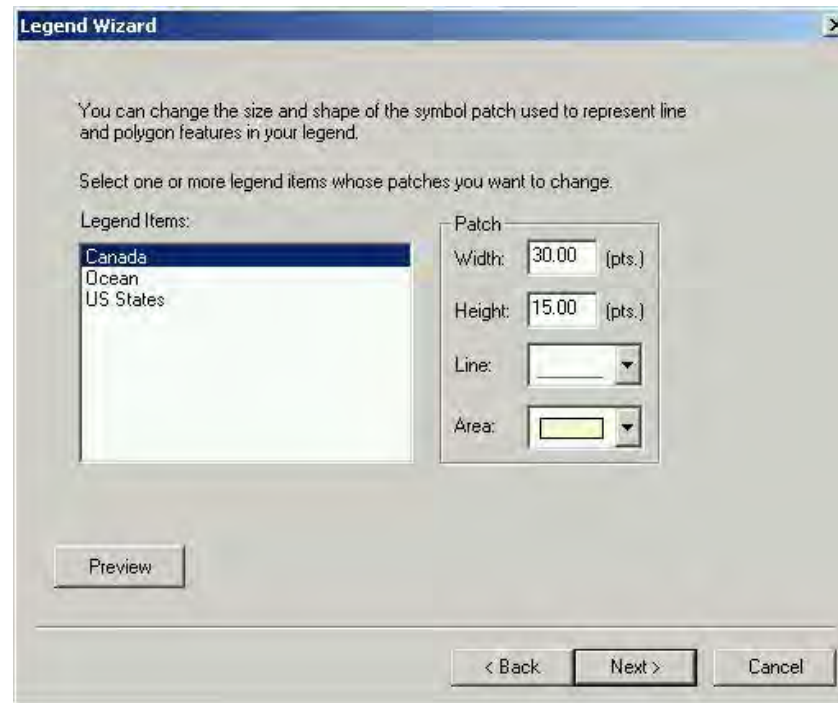 Legend Wizard
You can change the size and shape of the symbol patch used to represent line
and polygon features in your legend.
Select one or more legend items whose patches you want to change.
Legend Items:
Canada
Ocean
US States
Patch
Width: 30.00 (pts.)
Height: 15.00 (pts.)
Line:
Area:
Preview
< Back Next > Cancel